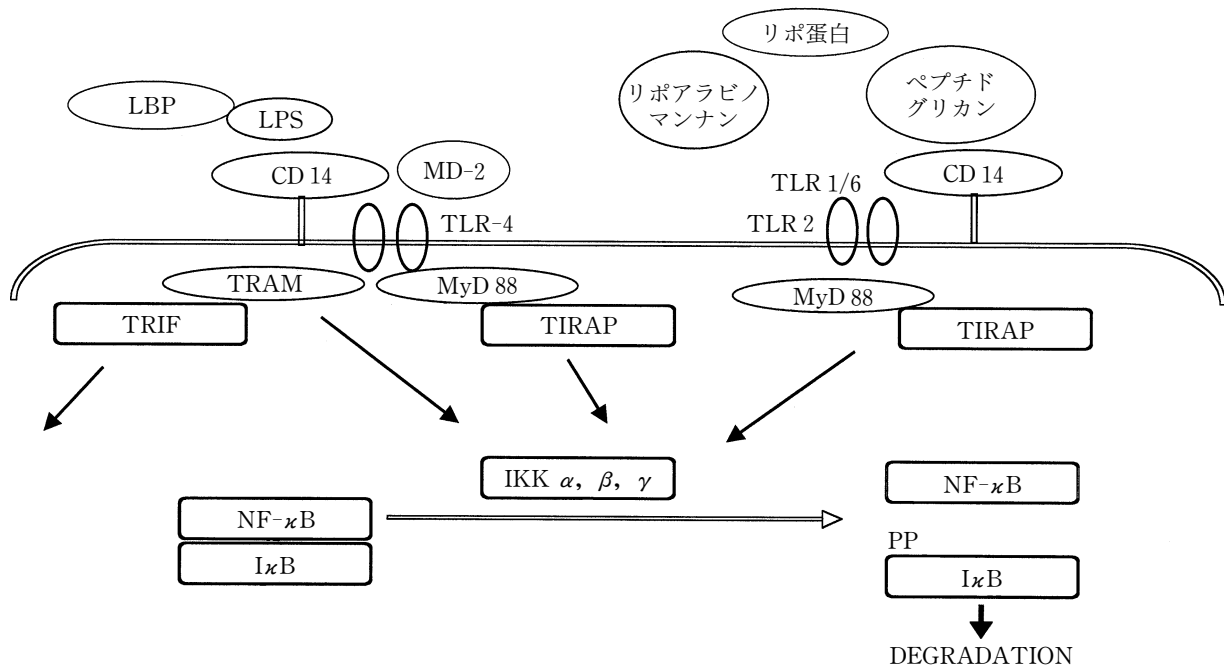 リポ蛋白
リポアラビノ
マンナン
ペプチド
グリカン
LBP
LPS
CD 14
MD-2
TLR-4
TLR 1/6
TLR 2
CD 14
TRAM
TRIF
MyD 88
TIRAP
MyD 88
TIRAP
IKK α, β, γ
NF-κB
IκB
NF-κB
PP
IκB
DEGRADATION